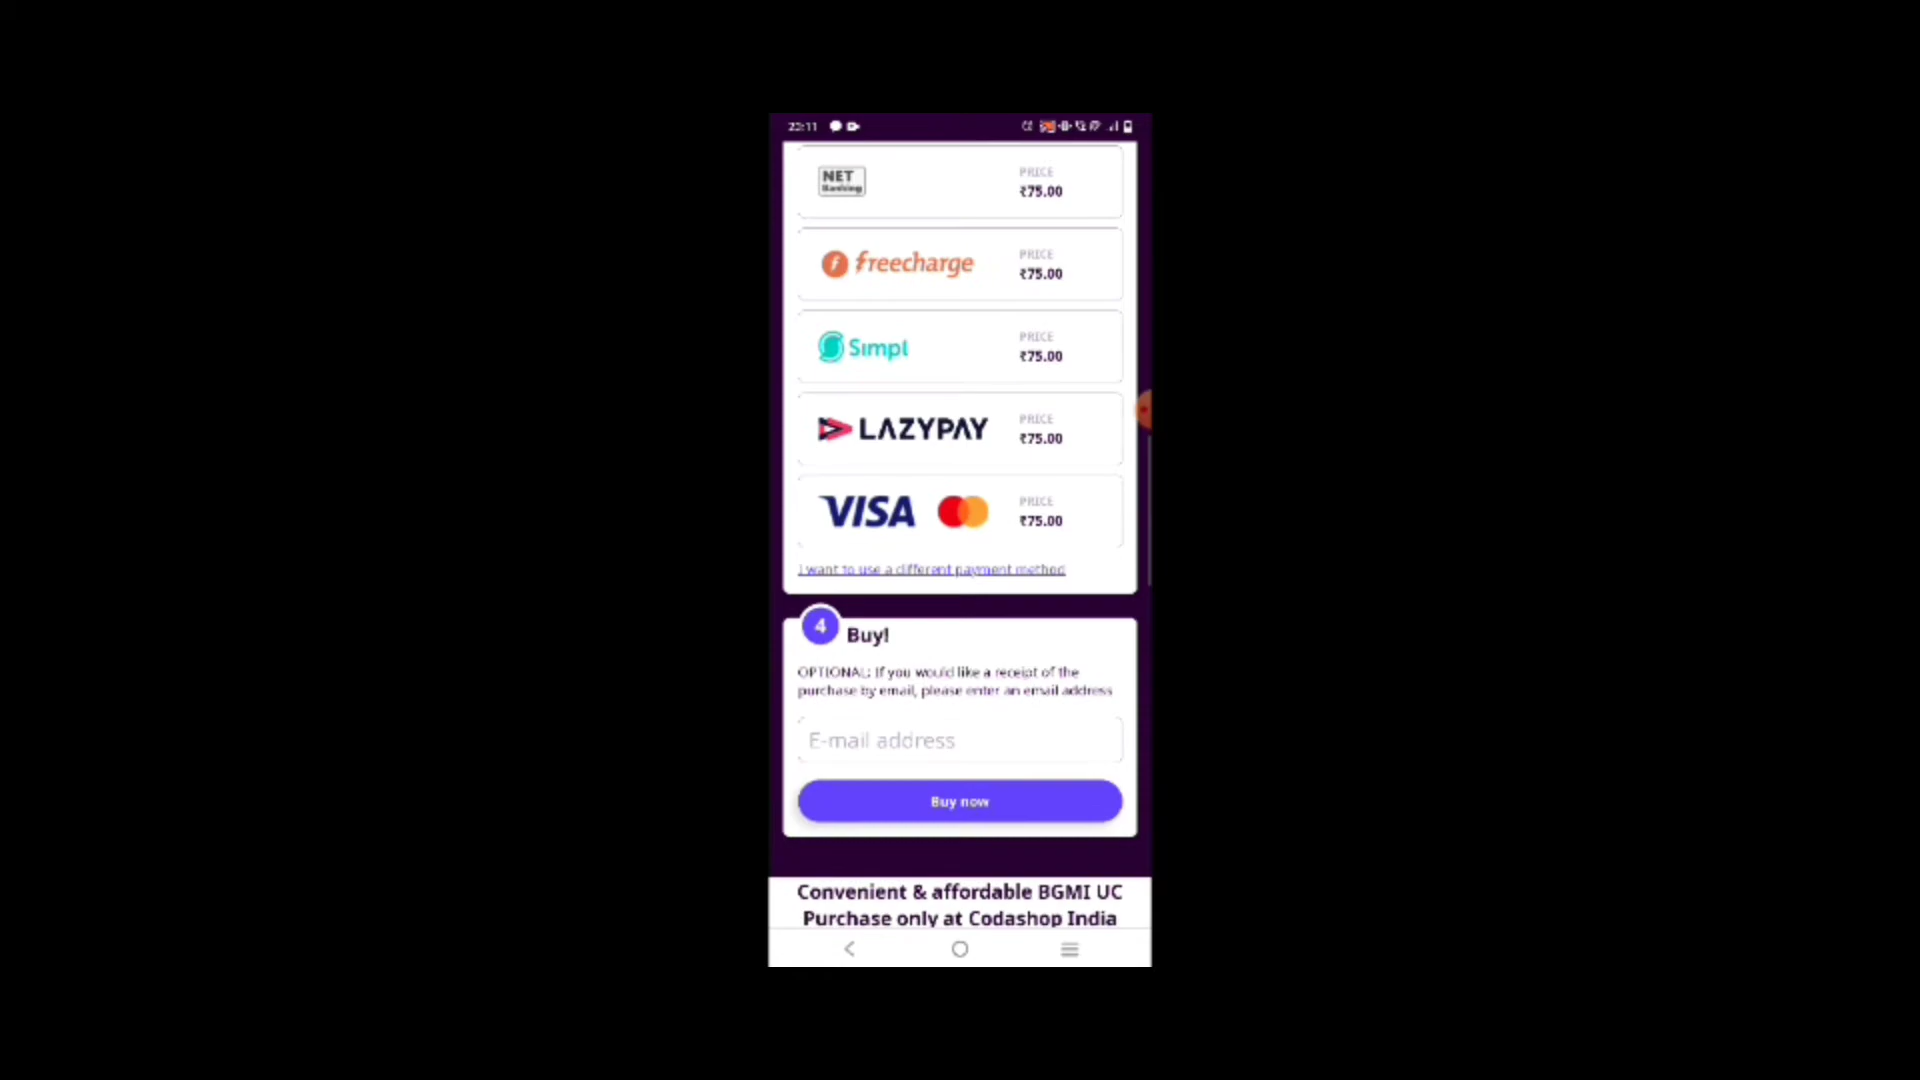 22:11
NET
Banking
PRICE
₹75.00
freecharge
PRICE
₹75.00
Simpl
PRICE
₹75.00
LAZYPAY
PRICE
₹75.00
VISA
PRICE
₹75.00
I want to use a different payment method
4
Buy!
OPTIONAL: If you would like a receipt of the
purchase by email, please enter an email address
E-mail address
Buy now
Convenient & affordable BGMI UC
Purchase only at Codashop India